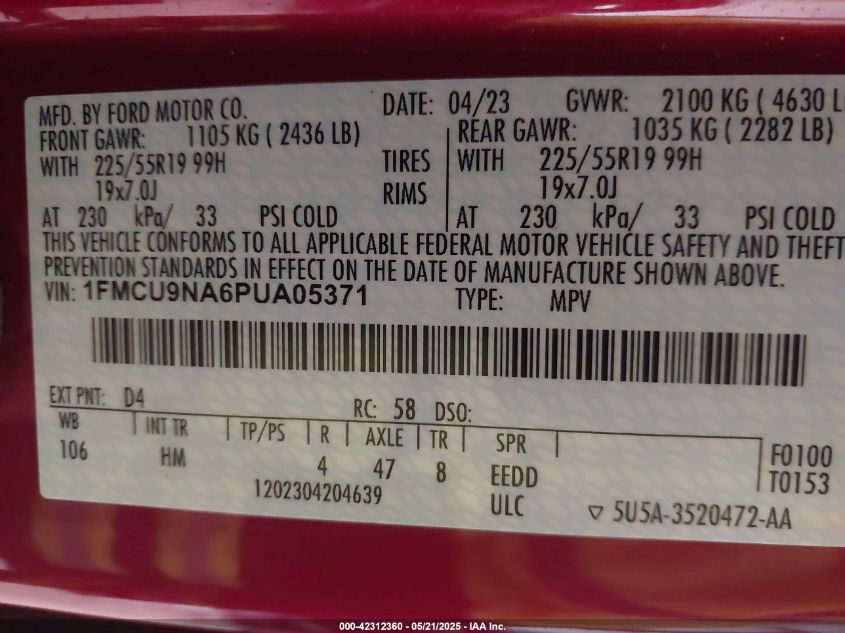 MFD. BY FORD MOTOR CO. DATE: 04/23 GVWR: 2100 KG ( 4630 L
FRONT GAWR: 1105 KG ( 2436 LB) REAR GAWR: 1035 KG ( 2282 LB)
WITH 225/55R19 99H TIRES WITH 225/55R19 99H
19x7.0J RIMS 19x7.0J
AT 230 kPa/ 33 PSI COLD AT 230 kPa/ 33 PSI COLD
THIS VEHICLE CONFORMS TO ALL APPLICABLE FEDERAL MOTOR VEHICLE SAFETY AND THEFT
PREVENTION STANDARDS IN EFFECT ON THE DATE OF MANUFACTURE SHOWN ABOVE.
VIN: 1FMCU9NA6PUA05371 TYPE: MPV
EXT PNT: D4 RC: 58 DSO:
WB INT TR TP/PS R AXLE TR SPR
106 HM 4 47 8 EEDD
F0100
T0153
1202304204639 ULC ▽ 5U5A-3520472-AA
000-42312360 - 05/21/2025 - IAA Inc.